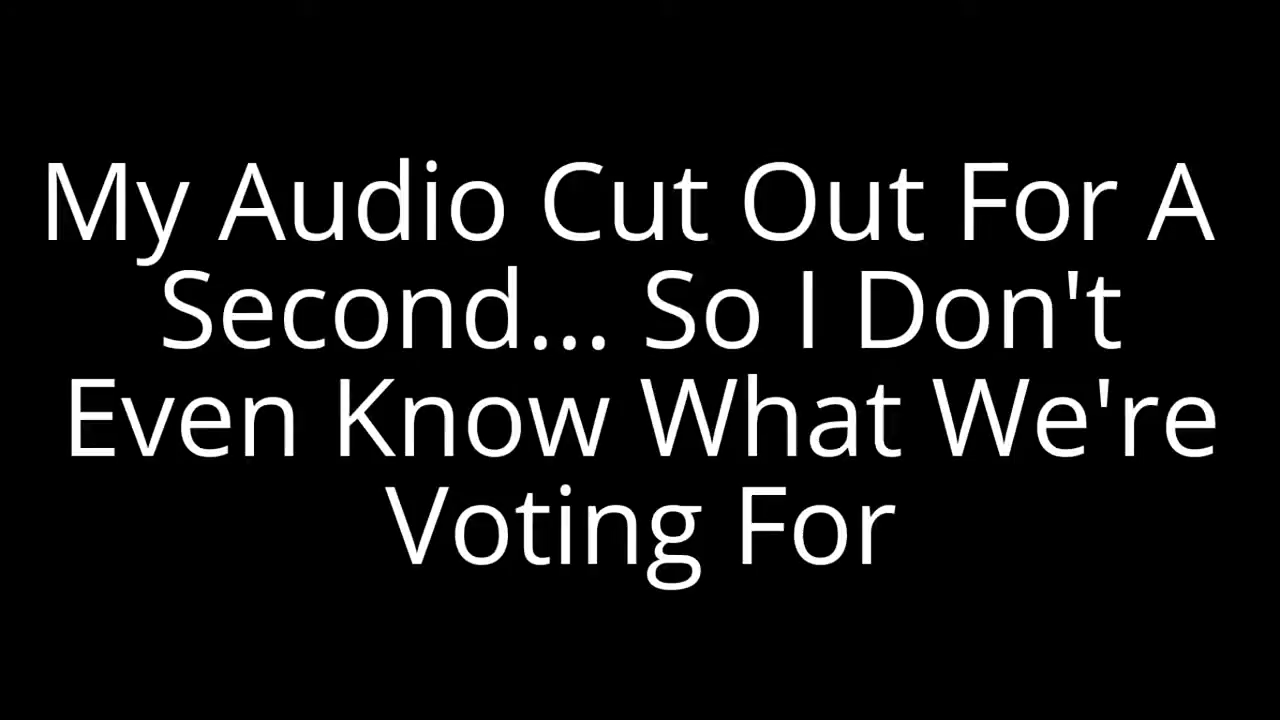 My Audio Cut Out For A
Second... So I Don't
Even Know What We're
Voting For